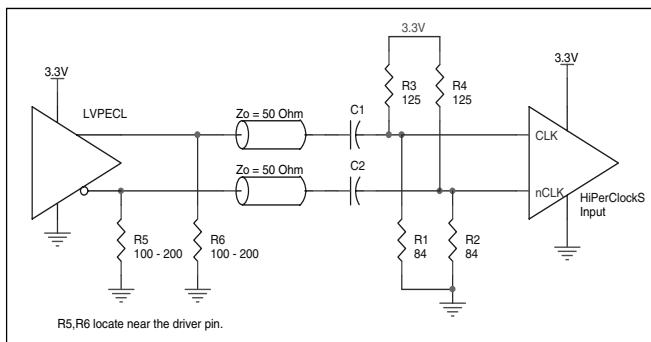 3.3V
3.3V
R3
125
R4
125
3.3V
LVPECL
Zo = 50 Ohm
C1
CLK
Zo = 50 Ohm
C2
nCLK
HiPerClockS
Input
R5
100 - 200
R6
100 - 200
R1
84
R2
84
R5,R6 locate near the driver pin.